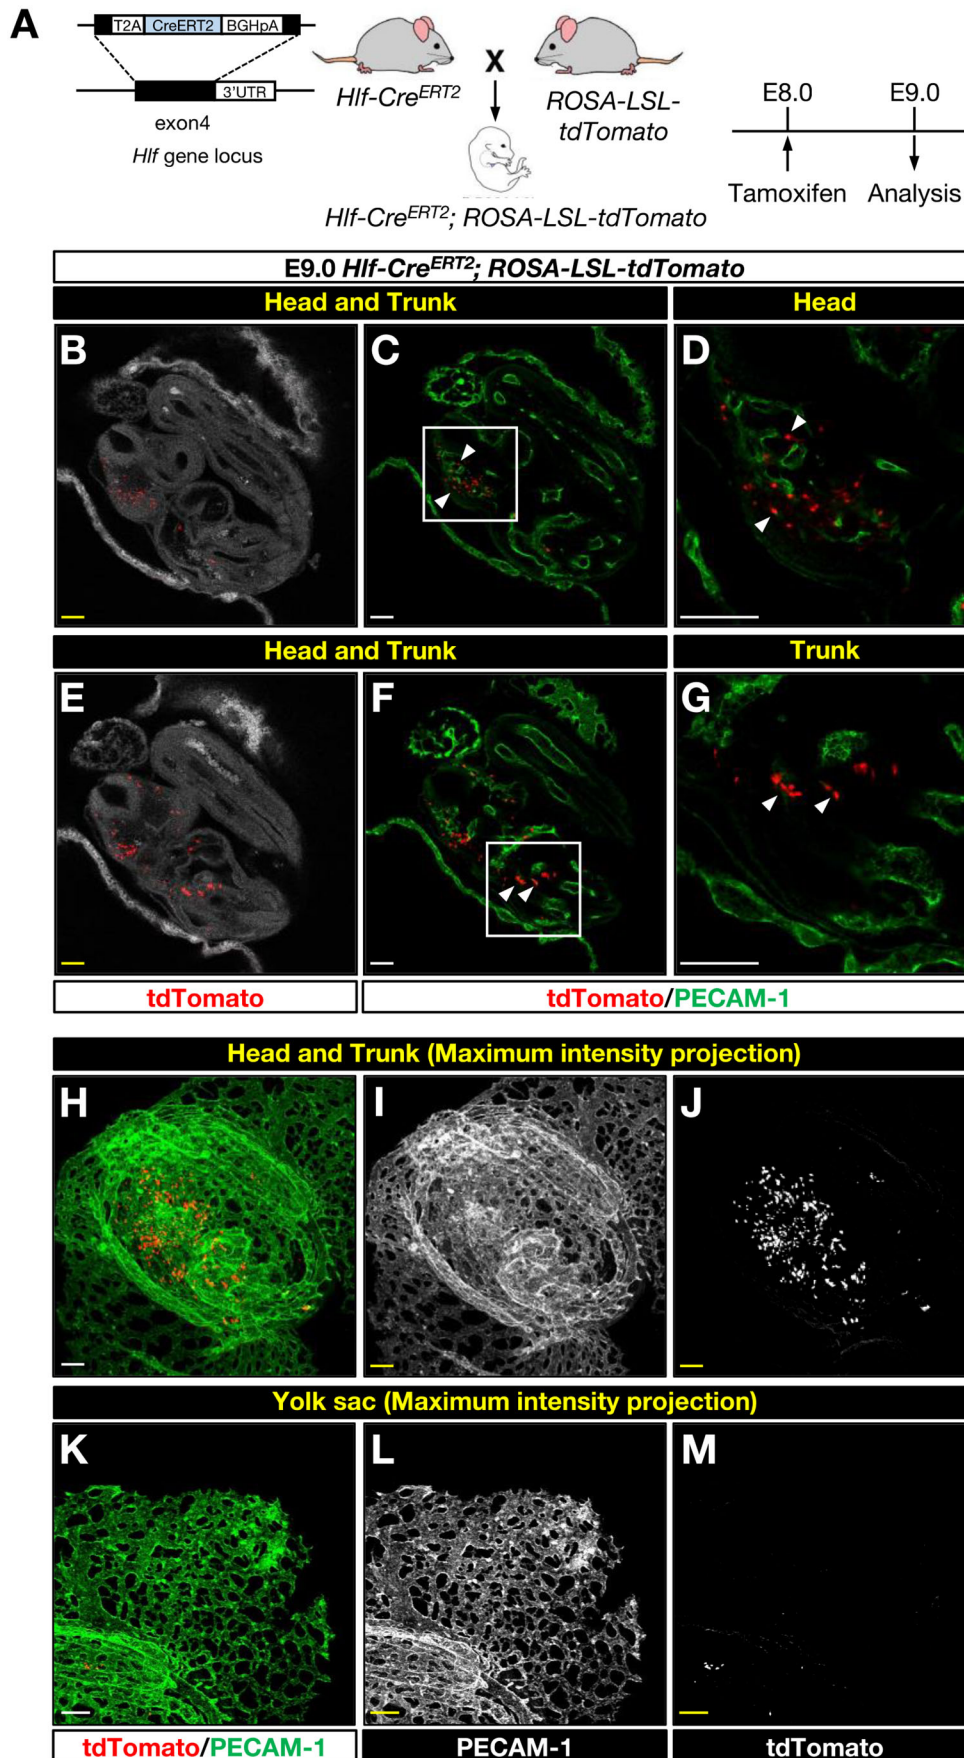 A
T2A CreERT2 BGHpA
3'UTR
exon4
Hlf gene locus
X
Hlf-CreERT2
ROSA-LSL-
tdTomato
Hlf-CreERT2; ROSA-LSL-tdTomato
E8.0 E9.0
Tamoxifen Analysis
E9.0 Hlf-CreERT2; ROSA-LSL-tdTomato
Head and Trunk Head
B C D
Head and Trunk Trunk
E F G
tdTomato tdTomato/PECAM-1
Head and Trunk (Maximum intensity projection)
H I J
Yolk sac (Maximum intensity projection)
K L M
tdTomato/PECAM-1 PECAM-1 tdTomato